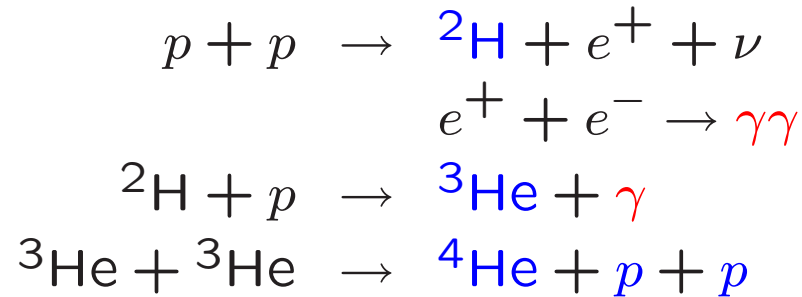 p + p → ²H + e⁺ + ν
e⁺ + e⁻ → γγ
²H + p → ³He + γ
³He + ³He → ⁴He + p + p